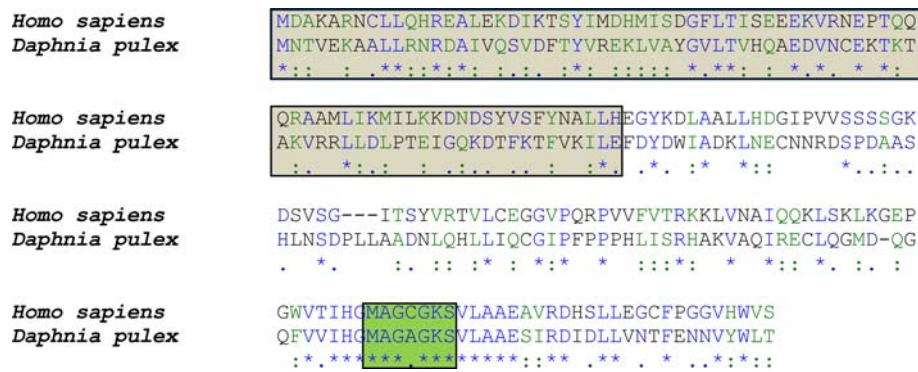 Homo sapiens MDAKARNCLLQHREALEKDIKTSYIMDHMISDGFLTISEEEKVRNEPTQQ
Daphnia pulex MNTVEKAALLRNRDAIVQSVDFTYVREKLVAYGVLTVHQAEDVNCEKTKT
*:: : .**:*:*: :.:. :*: .::::: *.**: : *.*. * *:
Homo sapiens QRAAMLIKMILKKDNDSYVSFYNALLHEGYKDLAALLHDGIPVVSSSSGK
Daphnia pulex AKVRRLLDLPTEIGQKDTFKTFVKILEFDYDWIADKLNECNNRDSPDAAS
:. *:.: : .:.. .. : *. .*. :* *:: *..:..
Homo sapiens DSVSG---ITSYVRTVLCEGGVPQRPVVFVTRKKLVNAIQQKLSKLKGEP
Daphnia pulex HLNSDPLLAADNLQHLLIQCGIPFPPPHLISRHAKVAQIRECLQGMD-QG
. *. :. :: :* : *:* * :::*: * *:: *. :. :
Homo sapiens GWVTIHGMAGCGKSVLAAEAVRDHSLLEGCFPGGVHWVS
Daphnia pulex QFVVIHGMAGAGKSVLAAESIRDIDLLVNTFENNVYWLT
:*.******.********::** .** . * ..*:*::